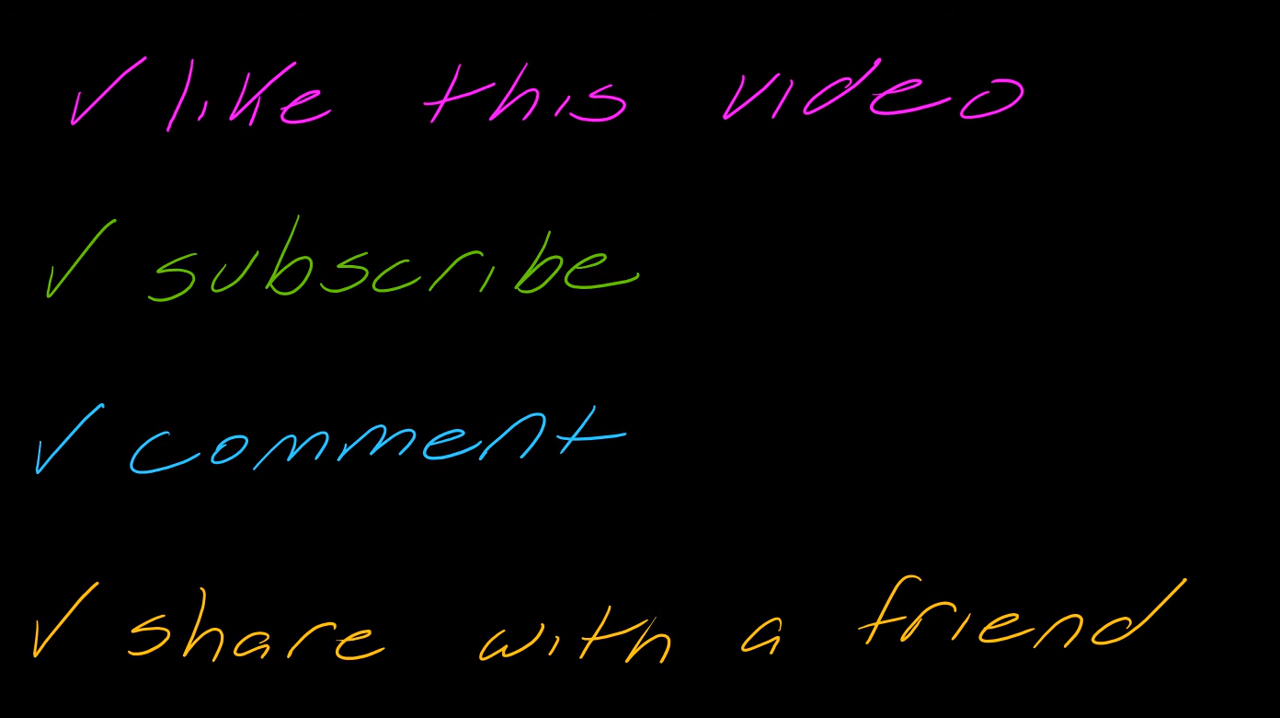 ✓ like this video
✓ subscribe
✓ comment
✓ share with a friend